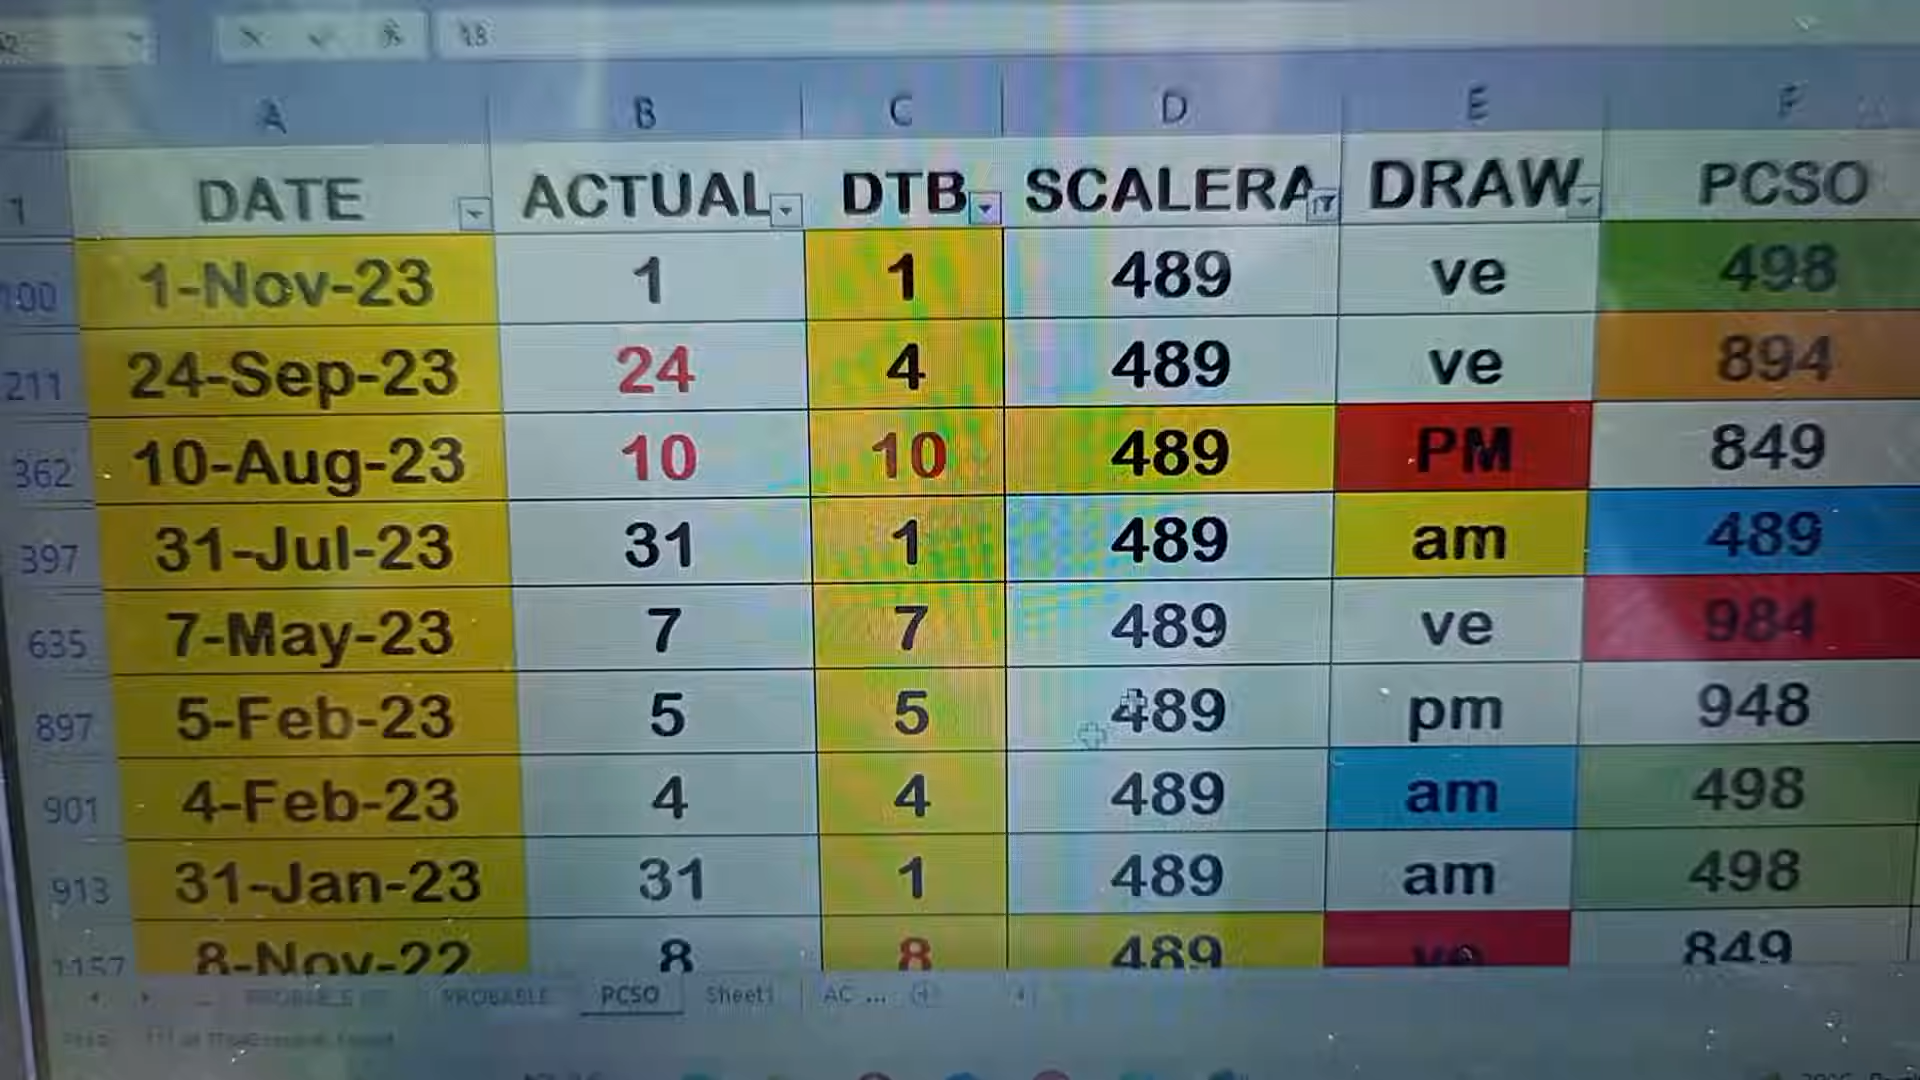 A B C D E F
1 DATE ACTUAL DTB SCALERA DRAW PCSO
1-Nov-23 1 1 489 ve 498
211 24-Sep-23 24 4 489 ve 894
362 10-Aug-23 10 10 489 PM 849
397 31-Jul-23 31 1 489 am 489
635 7-May-23 7 7 489 ve 984
897 5-Feb-23 5 5 489 pm 948
901 4-Feb-23 4 4 489 am 498
913 31-Jan-23 31 1 489 am 498
1157 8-Nov-22 8 8 489 ve 849
PROBABLE PCSO Sheet1 AC ...